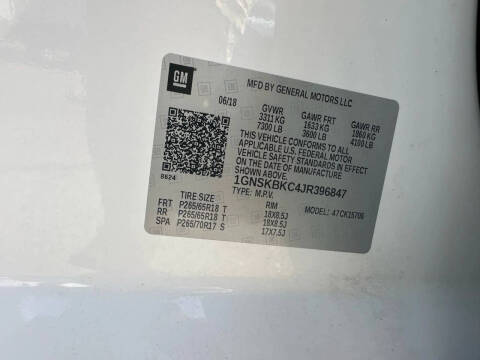 GM
MFD BY GENERAL MOTORS LLC
06/18 GVWR GAWR FRT GAWR RR
3311 KG 1633 KG 1860 KG
7300 LB 3600 LB 4100 LB
THIS VEHICLE CONFORMS TO ALL
APPLICABLE U.S. FEDERAL MOTOR
VEHICLE SAFETY STANDARDS IN EFFECT
ON THE DATE OF MANUFACTURE
8624 1GNSKBKC4JR396847
TYPE: M.P.V.
TIRE SIZE RIM MODEL: 47CK15706
FRT P265/65R18 T 18X8.5J
RR P265/65R18 T 18X8.5J
SPA P265/70R17 S 17X7.5J